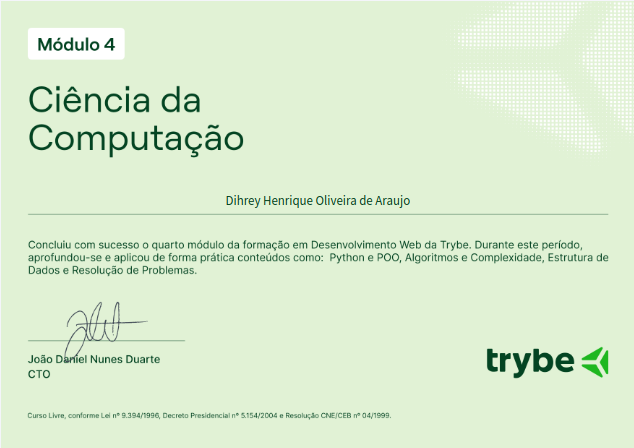 Módulo 4
Ciência da
Computação
Dihrey Henrique Oliveira de Araujo
Concluiu com sucesso o quarto módulo da formação em Desenvolvimento Web da Trybe. Durante este período,
aprofundou-se e aplicou de forma prática conteúdos como:  Python e POO, Algoritmos e Complexidade, Estrutura de
Dados e Resolução de Problemas.
João Daniel Nunes Duarte
CTO
trybe
Curso Livre, conforme Lei nº 9.394/1996, Decreto Presidencial nº 5.154/2004 e Resolução CNE/CEB nº 04/1999.